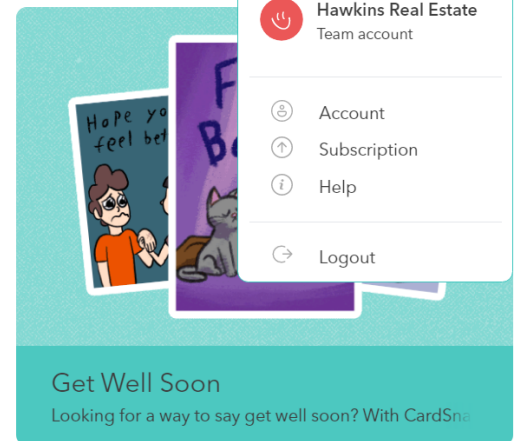 Hawkins Real Estate
Team account
Account
Subscription
Help
Logout
Hope yo
feel bet
F
B
Get Well Soon
Looking for a way to say get well soon? With CardSna